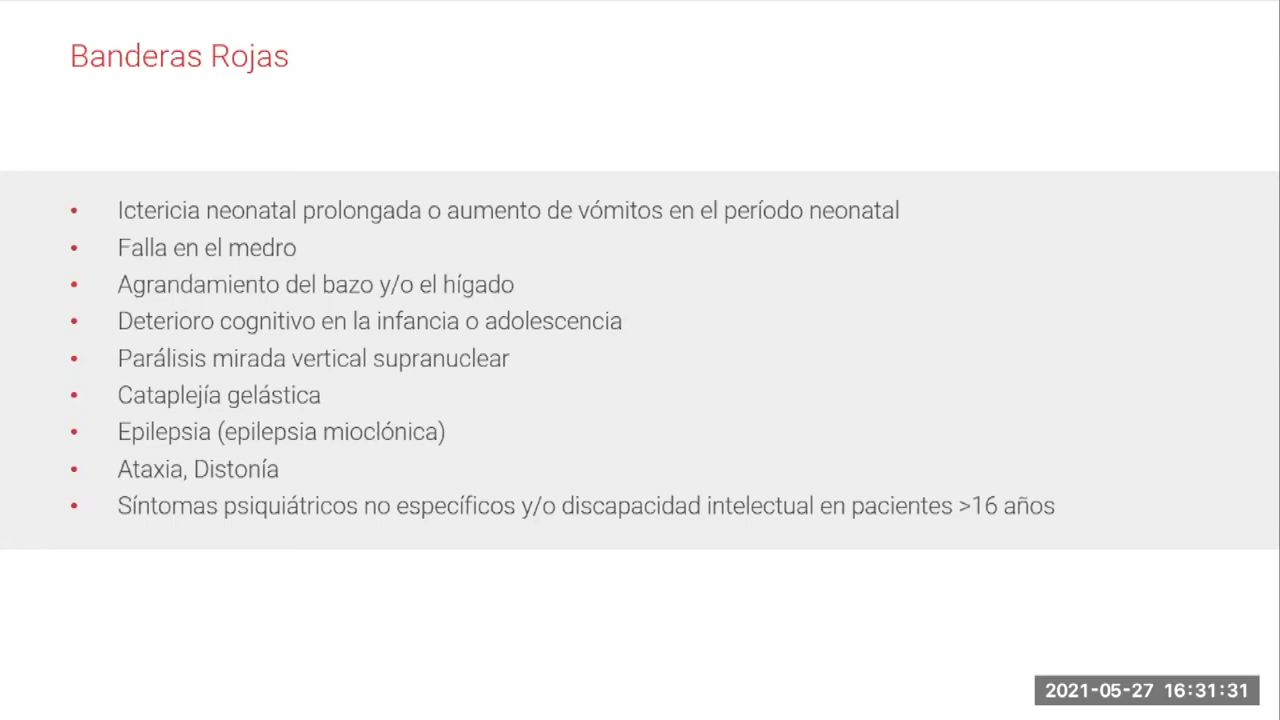 Banderas Rojas
• Ictericia neonatal prolongada o aumento de vómitos en el período neonatal
• Falla en el medro
• Agrandamiento del bazo y/o el hígado
• Deterioro cognitivo en la infancia o adolescencia
• Parálisis mirada vertical supranuclear
• Cataplejía gelástica
• Epilepsia (epilepsia mioclónica)
• Ataxia, Distonía
• Síntomas psiquiátricos no específicos y/o discapacidad intelectual en pacientes >16 años
2021-05-27 16:31:31